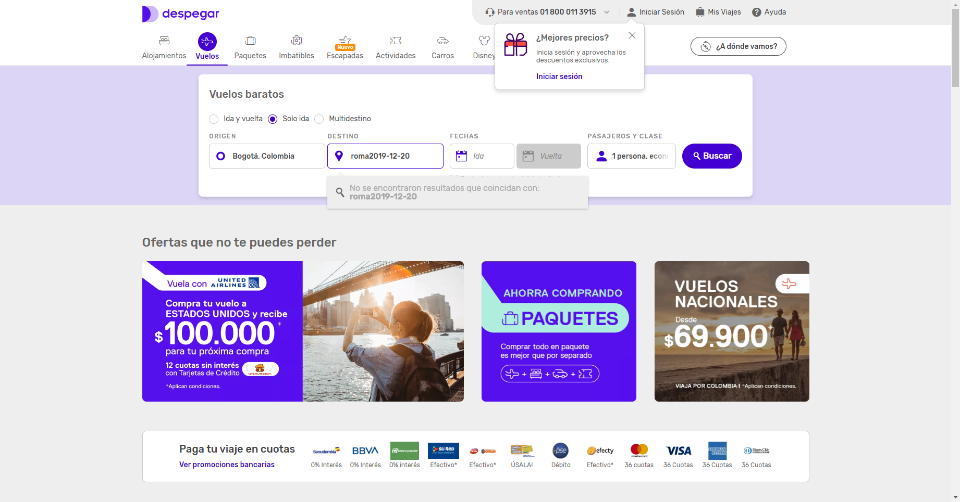 despegar
Para ventas 01 800 011 3915
Iniciar Sesión
Mis Viajes
Ayuda
Alojamientos
Vuelos
Paquetes
Imbatibles
Nuevo
Escapadas
Actividades
Carros
Disney
¿A dónde vamos?
¿Mejores precios?
Inicia sesión y aprovecha los
descuentos exclusivos.
Iniciar sesión
Vuelos baratos
Ida y vuelta
Solo ida
Multidestino
ORIGEN
DESTINO
FECHAS
PASAJEROS Y CLASE
Bogotá, Colombia
roma2019-12-20
Ida
Vuelta
1 persona, econ
Buscar
No se encontraron resultados que coincidan con:
roma2019-12-20
Ofertas que no te puedes perder
Vuela con UNITED AIRLINES
Compra tu vuelo a
ESTADOS UNIDOS y recibe
$100.000*
para tu próxima compra
12 cuotas sin interés
con Tarjetas de Crédito
*Aplican condiciones.
AHORRA COMPRANDO
PAQUETES
Comprar todo en paquete
es mejor que por separado
VUELOS
NACIONALES
Desde
$69.900*
VIAJA POR COLOMBIA! *Aplican condiciones.
Paga tu viaje en cuotas
Ver promociones bancarias
BBVA
efecty
VISA
0% Interés
0% Interés
0% interés
Efectivo*
Efectivo*
ÚSALA!
Débito
Efectivo*
36 cuotas
36 Cuotas
36 Cuotas
36 Cuotas